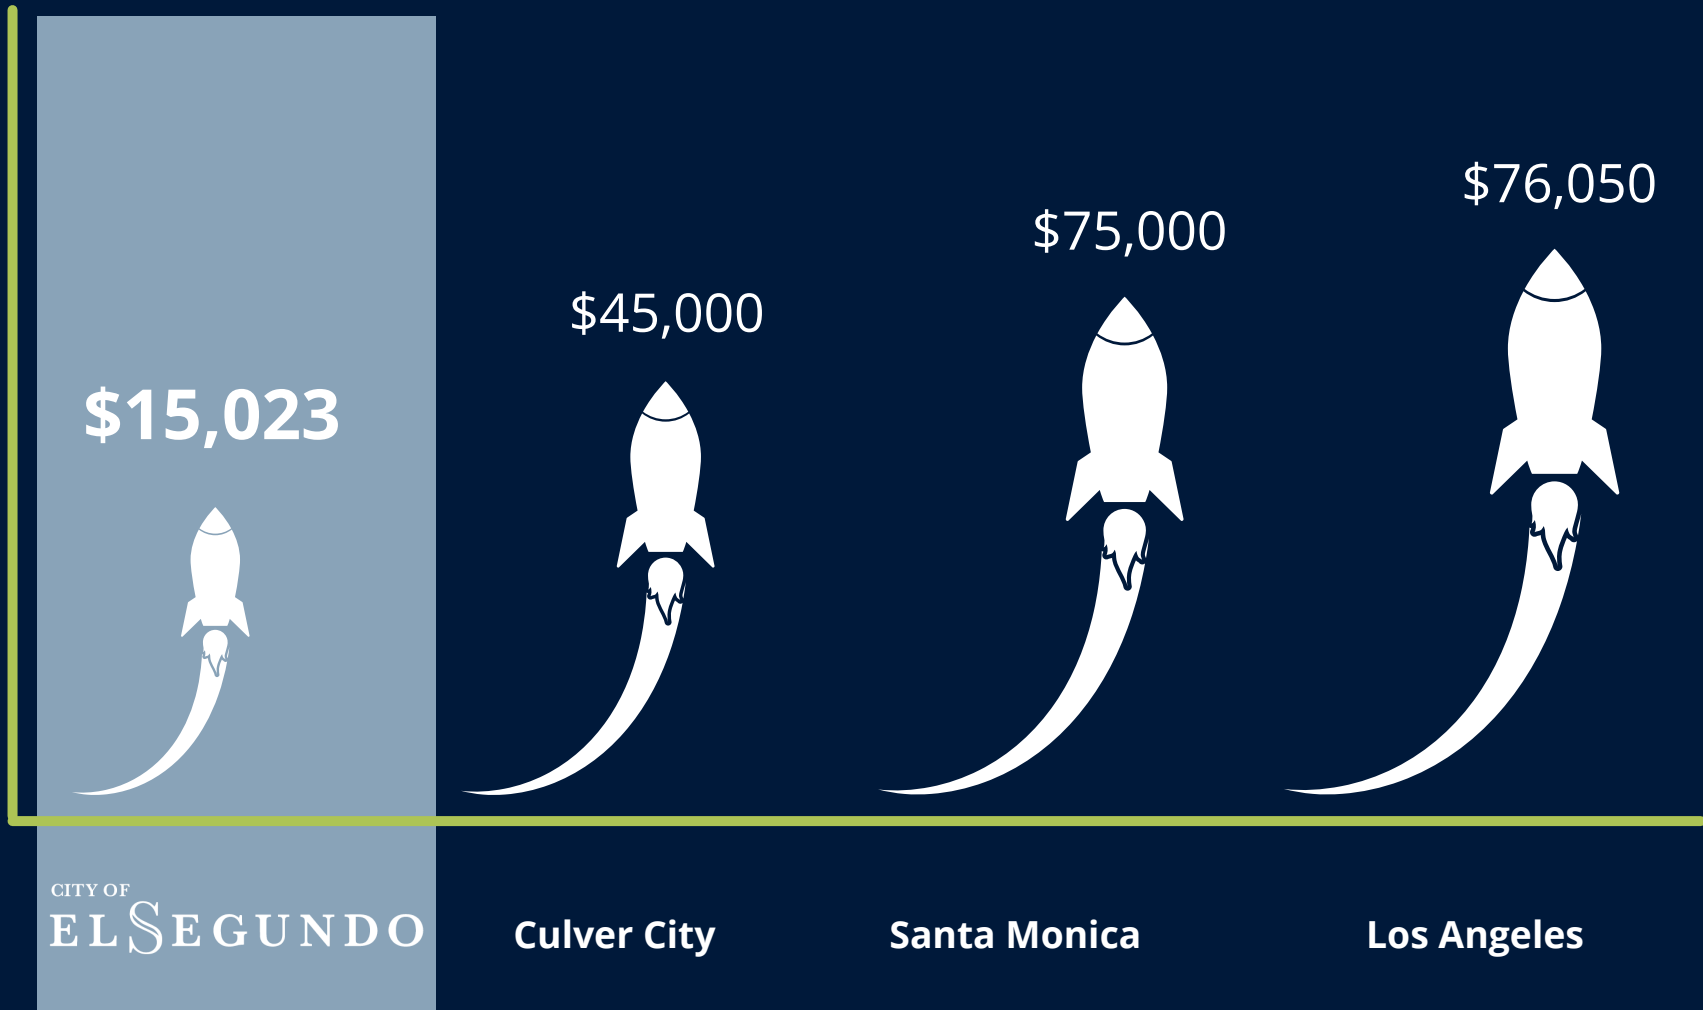 $15,023
$45,000
$75,000
$76,050
CITY OF
EL SEGUNDO
Culver City
Santa Monica
Los Angeles